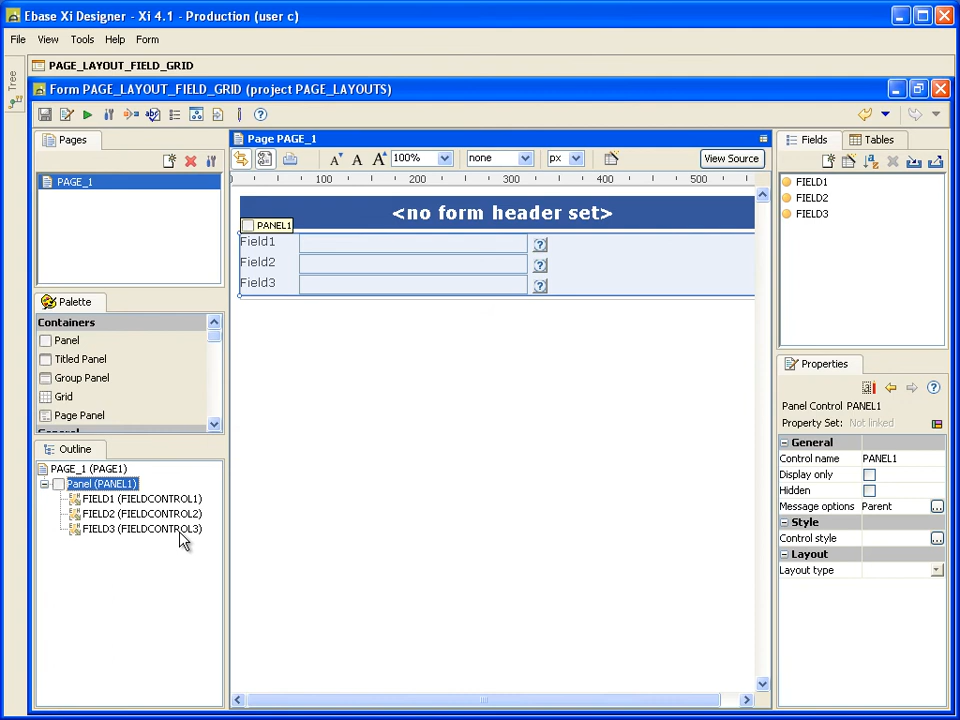 Ebase Xi Designer - Xi 4.1 - Production (user c)
File View Tools Help Form
Tree
PAGE_LAYOUT_FIELD_GRID
Form PAGE_LAYOUT_FIELD_GRID (project PAGE_LAYOUTS)
Pages
PAGE_1
Palette
Containers
Panel
Titled Panel
Group Panel
Grid
Page Panel
General
Outline
PAGE_1 (PAGE1)
Panel (PANEL1)
FIELD1 (FIELDCONTROL1)
FIELD2 (FIELDCONTROL2)
FIELD3 (FIELDCONTROL3)
Page PAGE_1
A A A 100% none px View Source
100 200 300 400 500
<no form header set>
PANEL1
Field1
Field2
Field3
Fields Tables
FIELD1
FIELD2
FIELD3
Properties
Panel Control PANEL1
Property Set: Not linked
General
Control name PANEL1
Display only
Hidden
Message options Parent
Style
Control style
Layout
Layout type